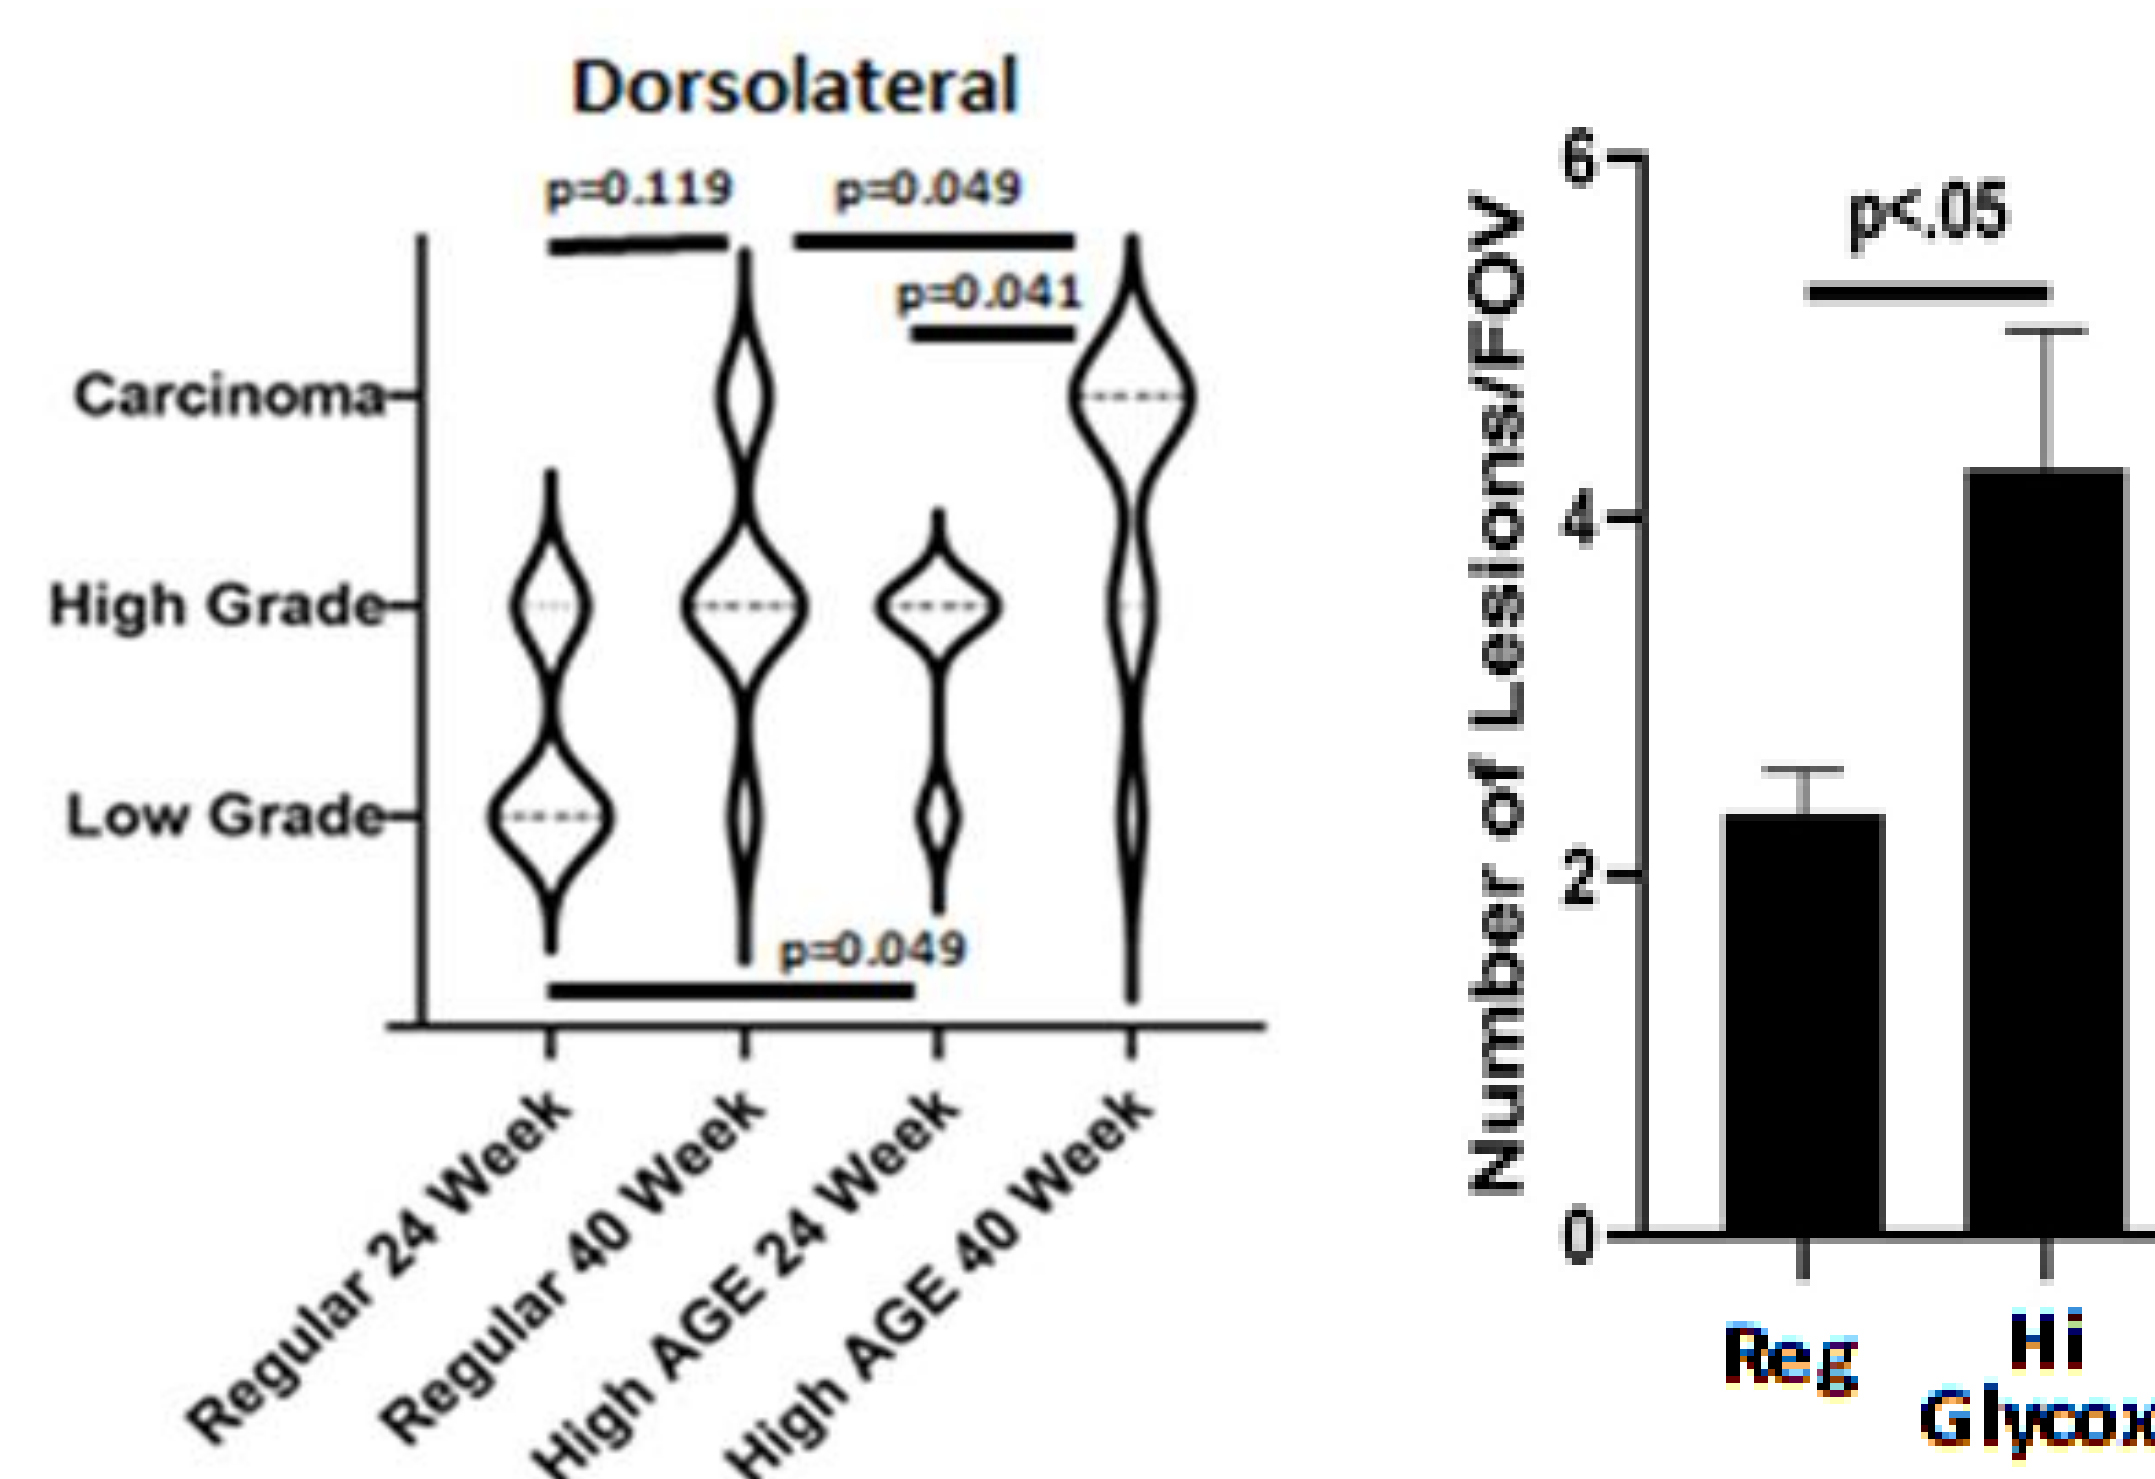 Dorsolateral
p=0.119
p=0.049
p=0.041
Carcinoma
High Grade
Low Grade
p=0.049
Regular 24 Week
Regular 40 Week
High AGE 24 Week
High AGE 40 Week
Number of Lesions/FOV
6
4
2
0
p<.05
Reg
Hi
Glycox